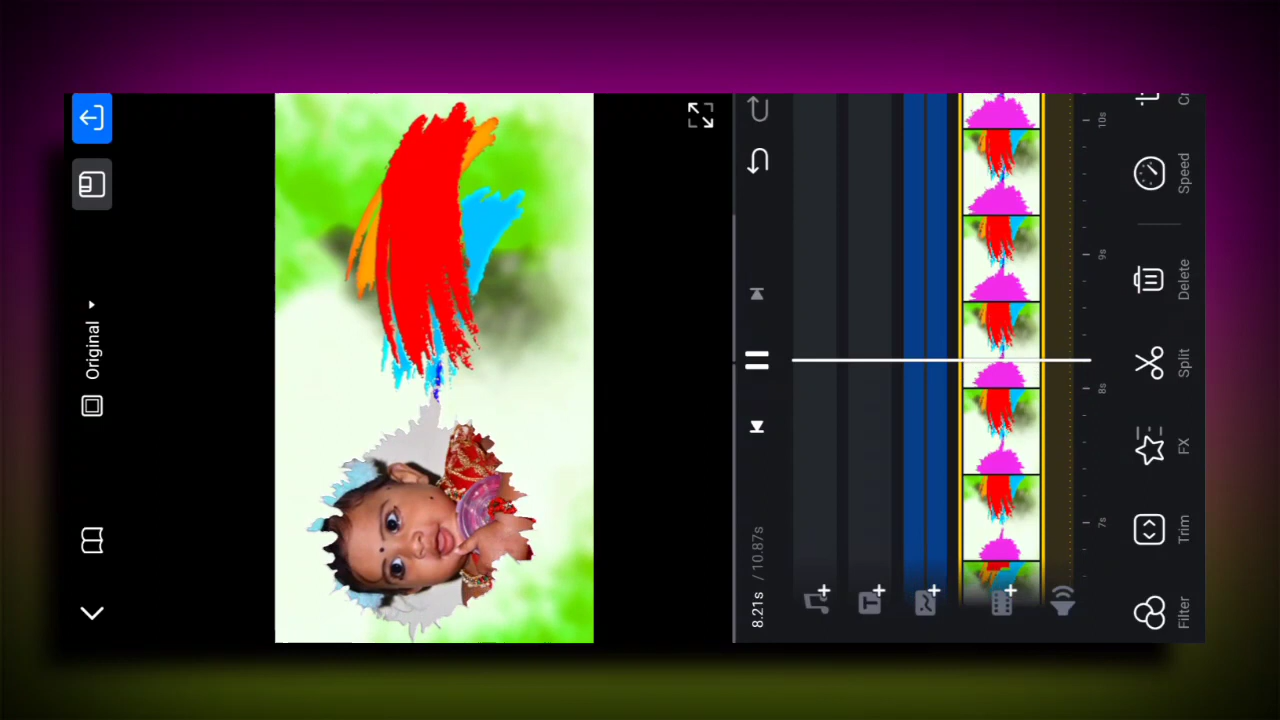 Original
8.21s / 10.87s
7s
8s
9s
10s
Filter
Trim
FX
Split
Delete
Speed